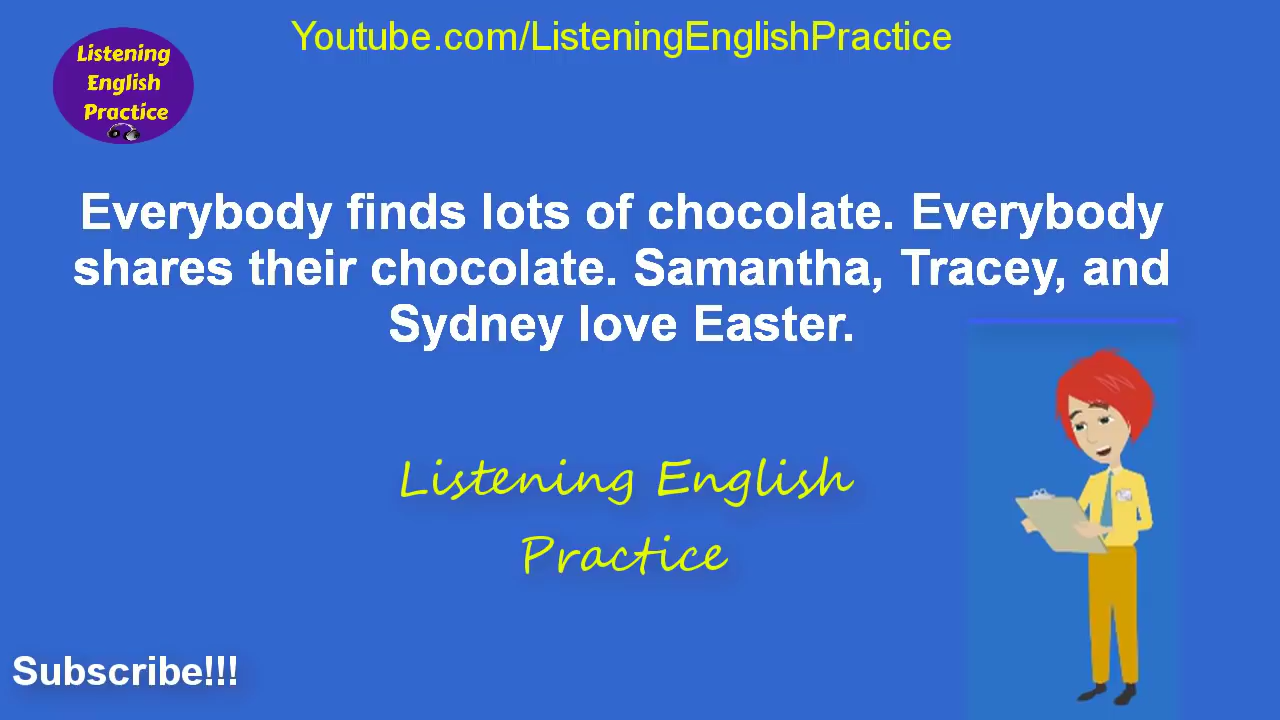 Youtube.com/ListeningEnglishPractice
Listening
English
Practice
Everybody finds lots of chocolate. Everybody
shares their chocolate. Samantha, Tracey, and
Sydney love Easter.
Listening English
Practice
Subscribe!!!